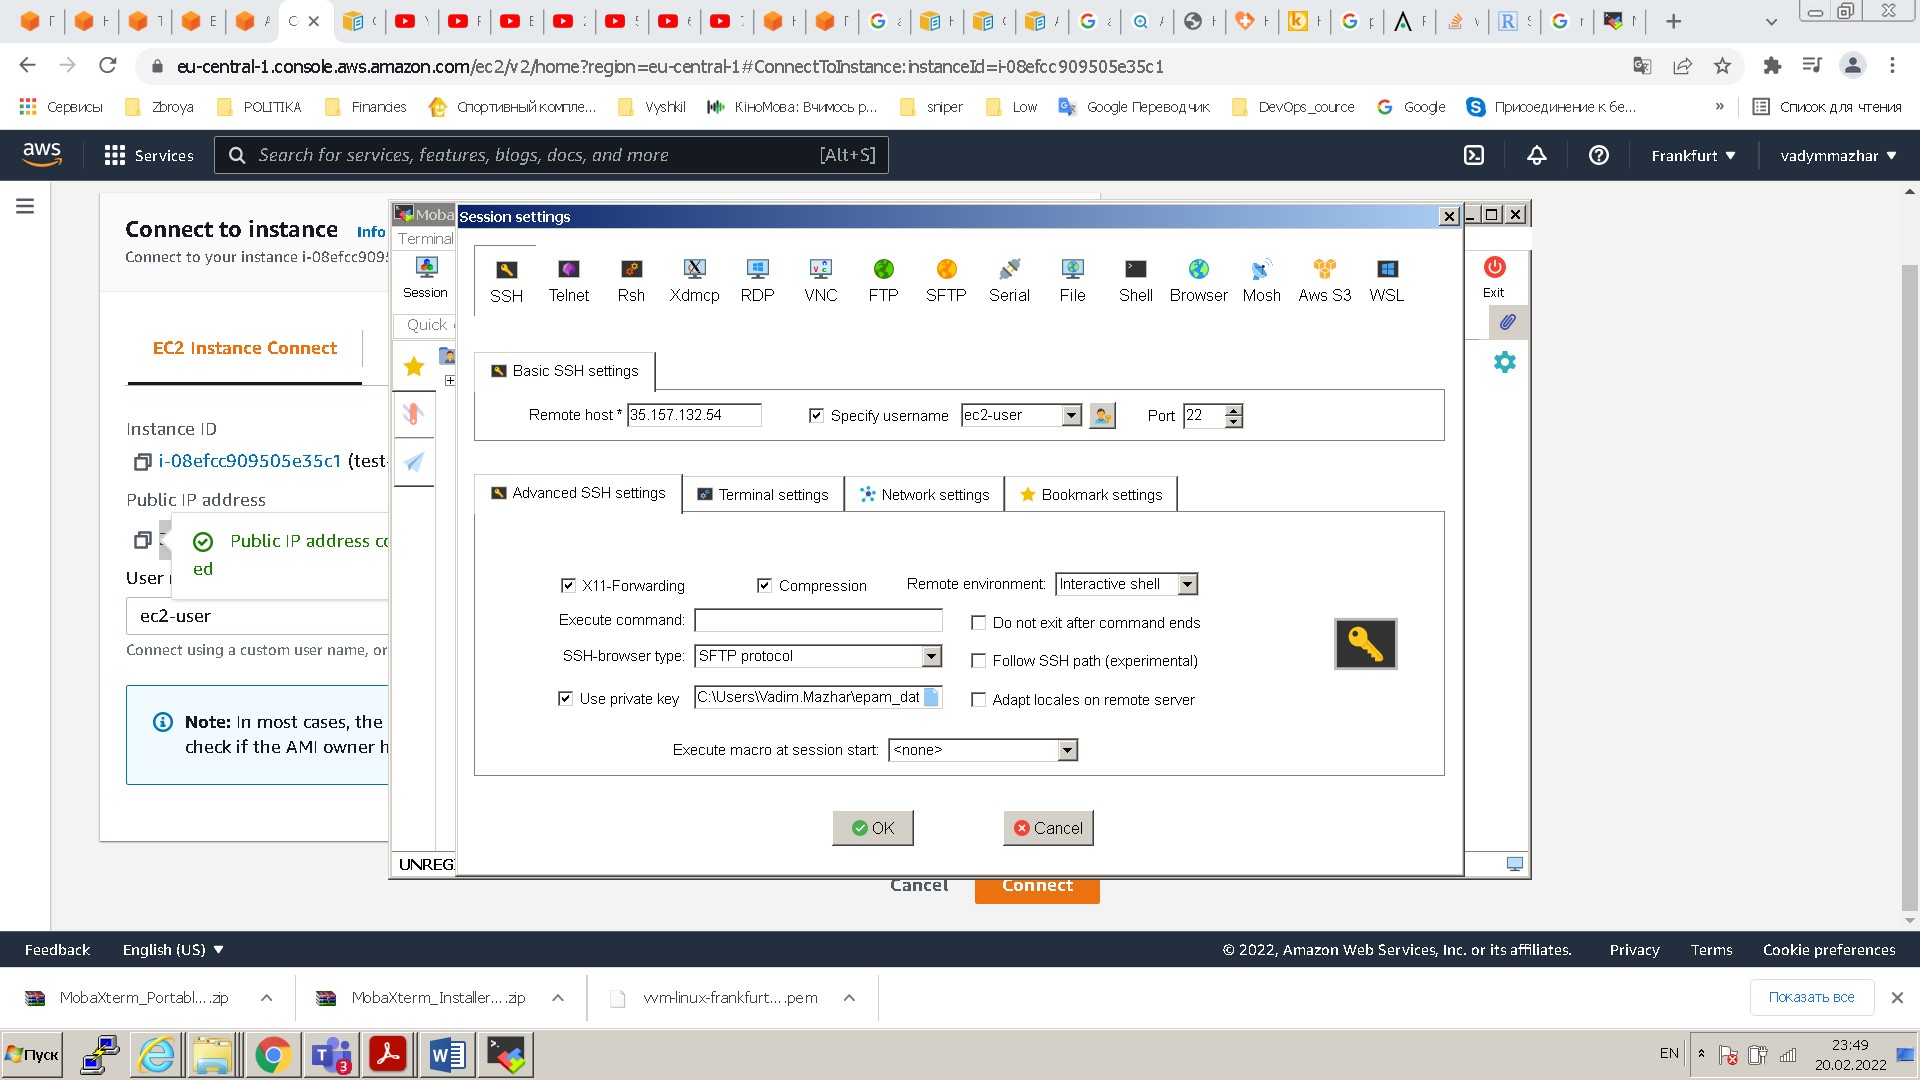 eu-central-1.console.aws.amazon.com/ec2/v2/home?region=eu-central-1#ConnectToInstance:instanceId=i-08efcc909505e35c1
Сервисы
Zbroya
POLITIKA
Financies
Спортивный компле...
Vyshkil
КіноМова: Вчимось р...
sniper
Low
Google Переводчик
DevOps_cource
Google
Присоединение к бе...
»
Список для чтения
aws
Services
Search for services, features, blogs, docs, and more
[Alt+S]
Frankfurt
vadymmazhar
Connect to instance Info
Connect to your instance i-08efcc909
EC2 Instance Connect
Instance ID
i-08efcc909505e35c1 (test-
Public IP address
Public IP address co
ed
User
ec2-user
Connect using a custom user name, or
Note: In most cases, the
check if the AMI owner h
Cancel
Connect
Moba
Terminal
Session
Quick
UNREG
Exit
Session settings
SSH
Telnet
Rsh
Xdmcp
RDP
VNC
FTP
SFTP
Serial
File
Shell
Browser
Mosh
Aws S3
WSL
Basic SSH settings
Remote host * 35.157.132.54
Specify username ec2-user
Port 22
Advanced SSH settings
Terminal settings
Network settings
Bookmark settings
X11-Forwarding
Compression
Remote environment: Interactive shell
Execute command:
Do not exit after command ends
SSH-browser type: SFTP protocol
Follow SSH path (experimental)
Use private key C:\Users\Vadim.Mazhar\epam_dat
Adapt locales on remote server
Execute macro at session start: <none>
OK
Cancel
Feedback
English (US)
© 2022, Amazon Web Services, Inc. or its affiliates.
Privacy
Terms
Cookie preferences
MobaXterm_Portabl....zip
MobaXterm_Installer....zip
vvm-linux-frankfurt....pem
Показать все
Пуск
3
EN
23:49
20.02.2022